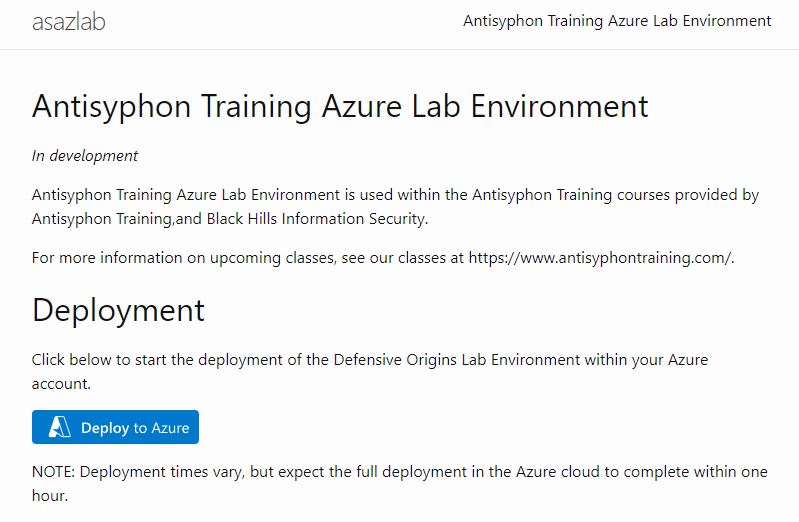 asazlab
Antisyphon Training Azure Lab Environment
Antisyphon Training Azure Lab Environment
In development
Antisyphon Training Azure Lab Environment is used within the Antisyphon Training courses provided by
Antisyphon Training,and Black Hills Information Security.
For more information on upcoming classes, see our classes at https://www.antisyphontraining.com/.
Deployment
Click below to start the deployment of the Defensive Origins Lab Environment within your Azure
account.
Deploy to Azure
NOTE: Deployment times vary, but expect the full deployment in the Azure cloud to complete within one
hour.